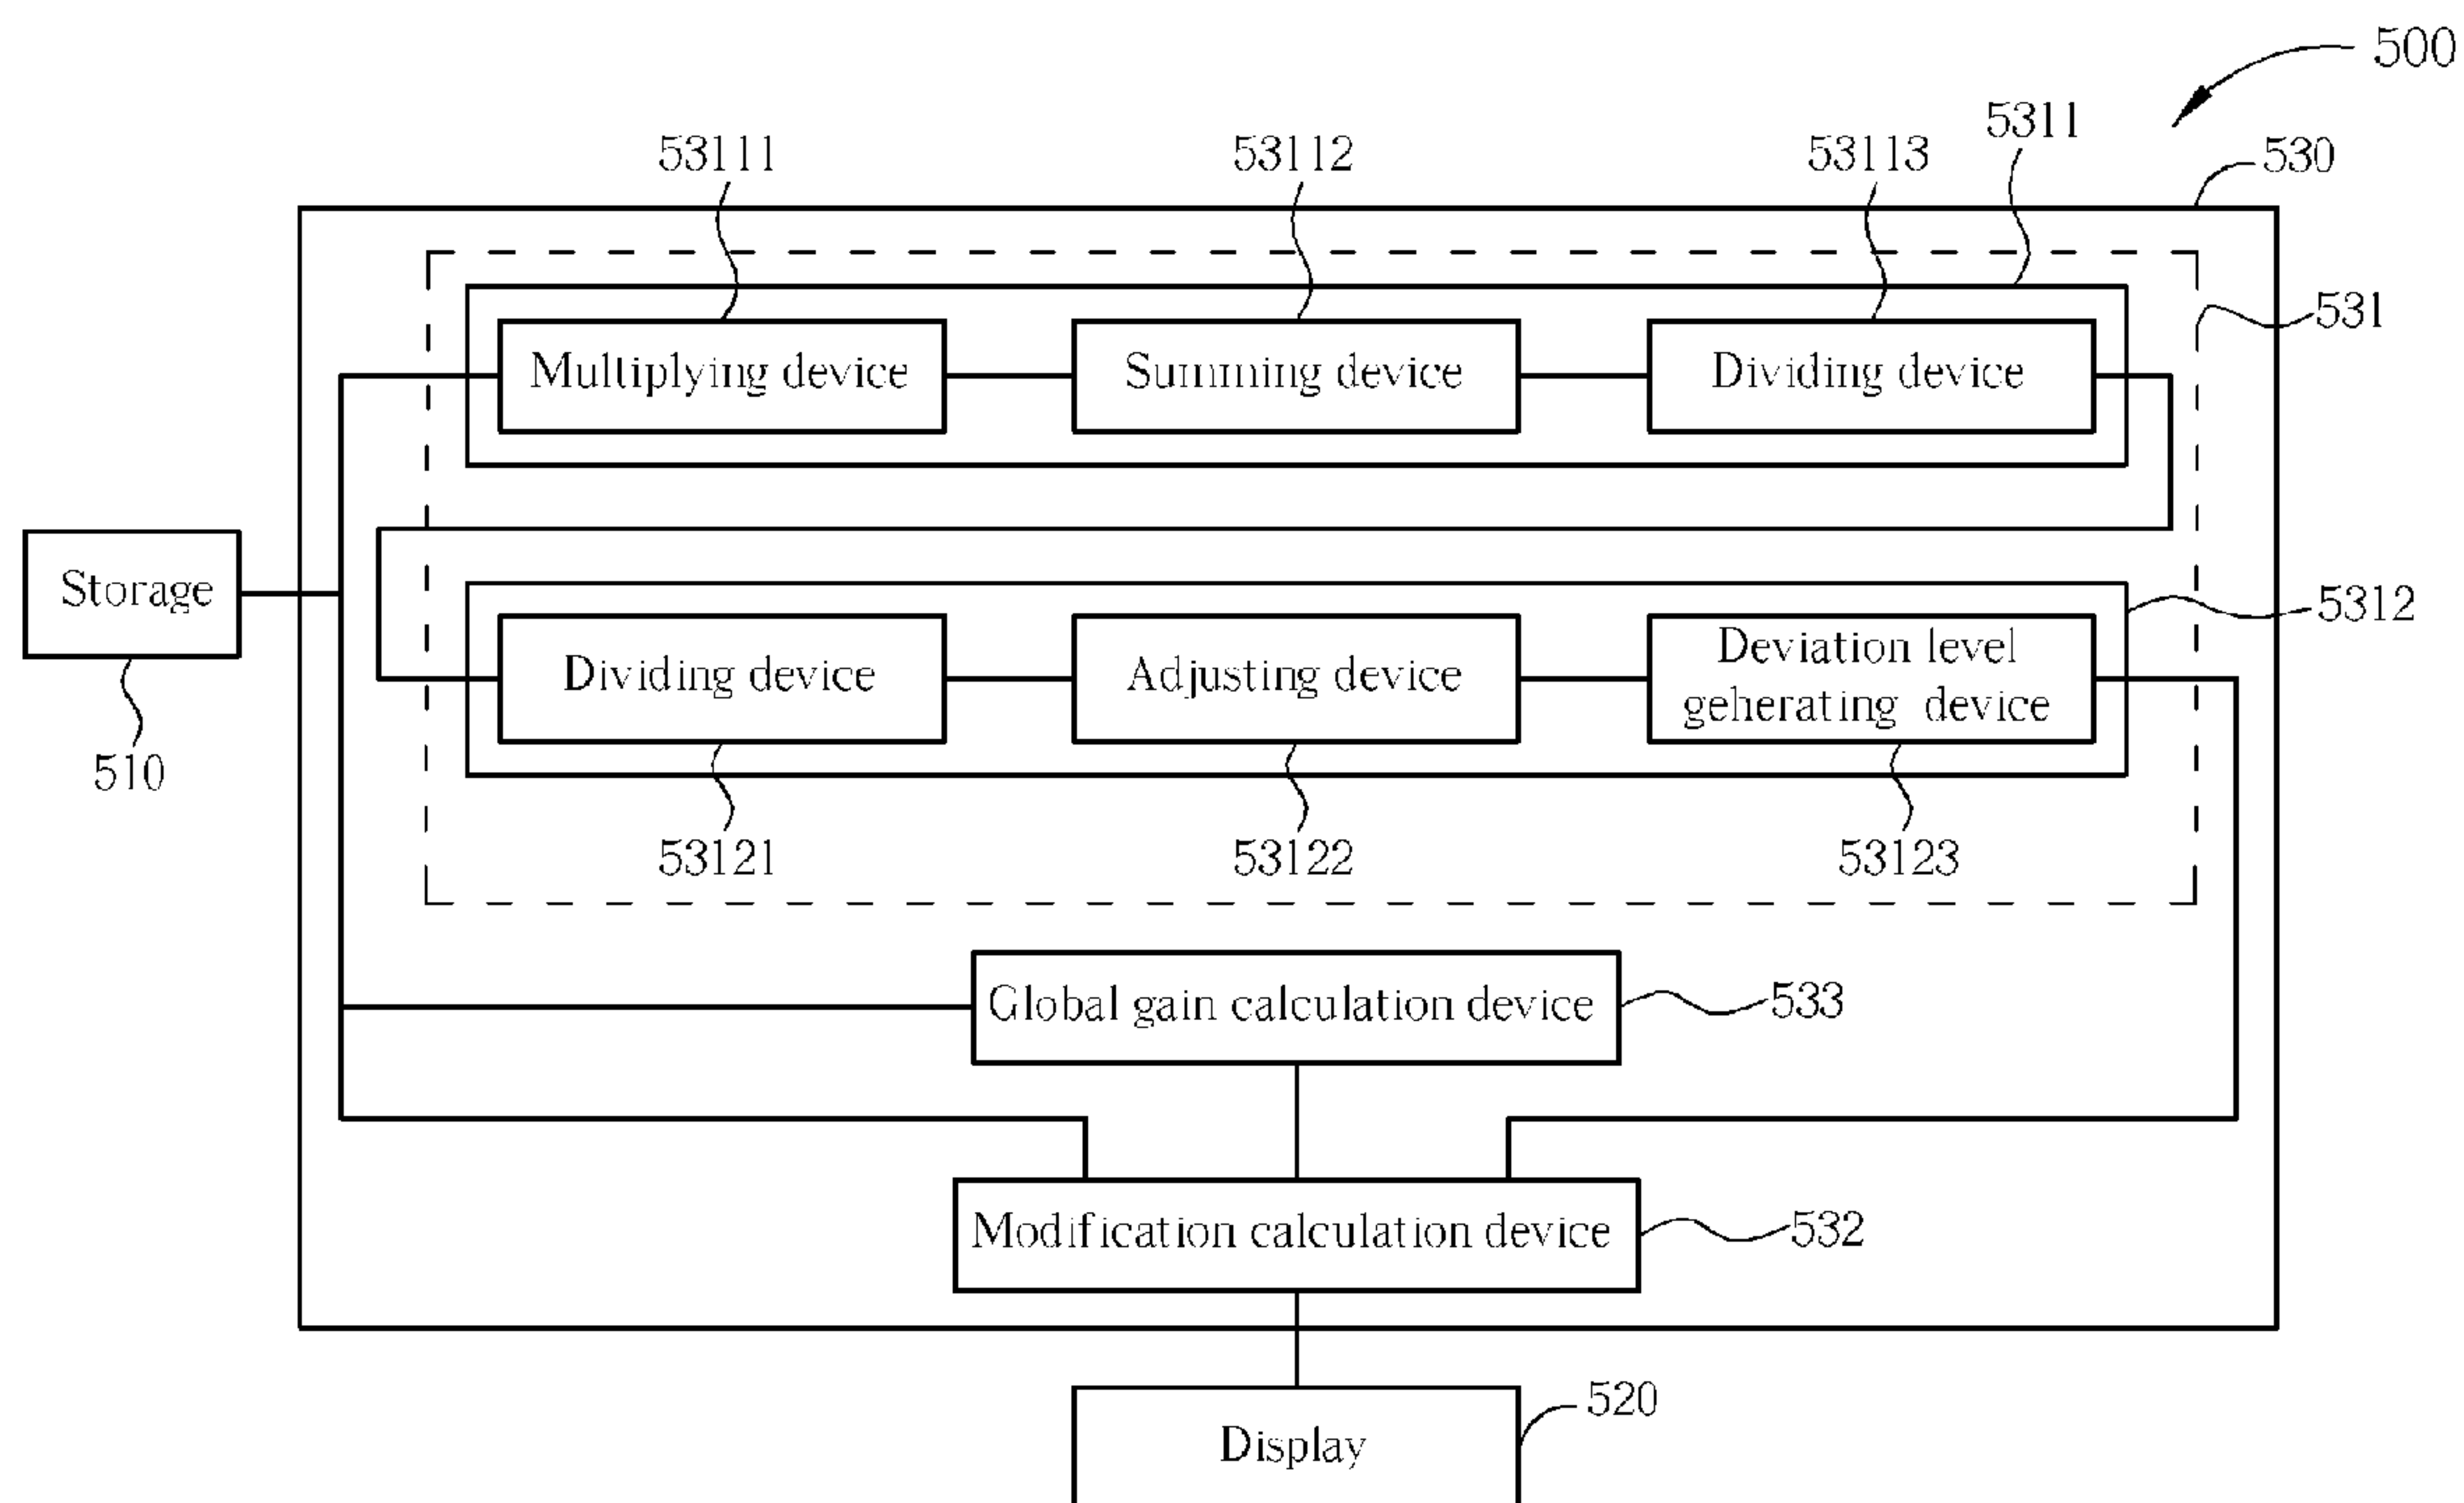 500
5311
53111
53112
53113
530
531
Multiplying device
Summing device
Dividing device
Storage
510
5312
Dividing device
Adjusting device
Deviation level
geherating device
53121
53122
53123
Global gain calculation device
533
Modification calculation device
532
520
Display